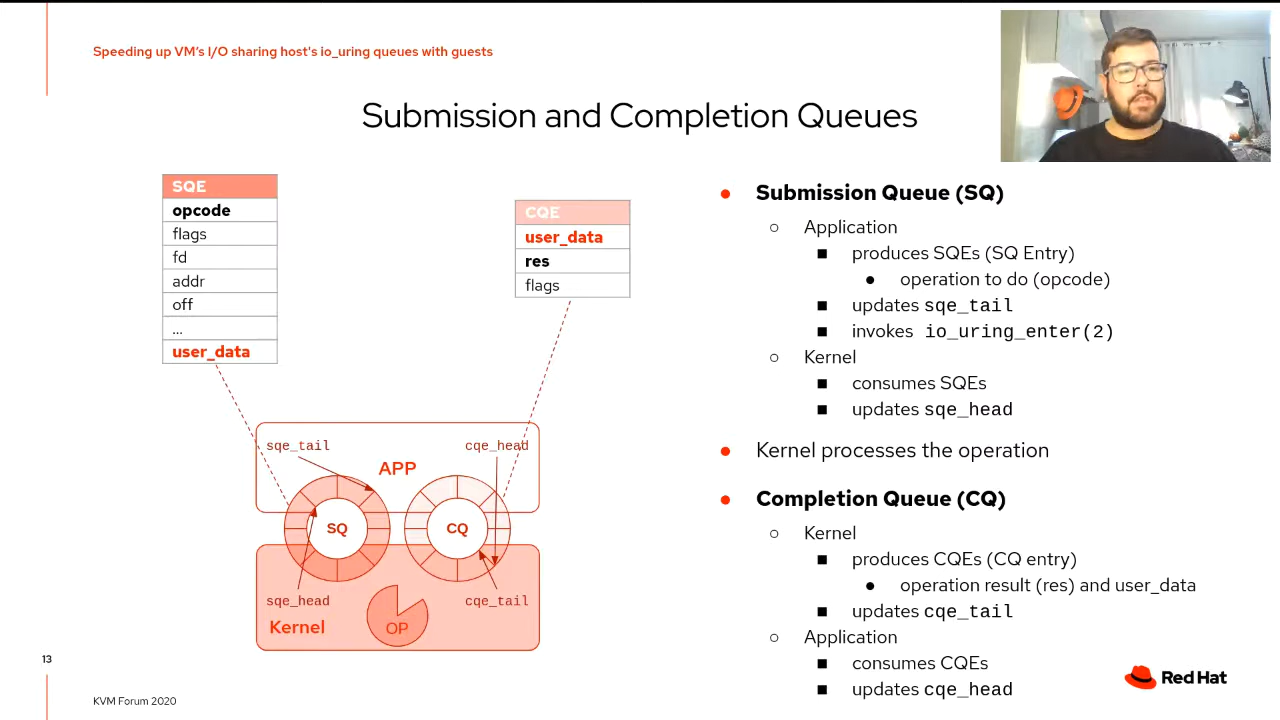 Speeding up VM's I/O sharing host's io_uring queues with guests
Submission and Completion Queues
SQE
opcode
flags
fd
addr
off
...
user_data
CQE
user_data
res
flags
sqe_tail
cqe_head
APP
SQ
CQ
sqe_head
cqe_tail
Kernel
OP
● Submission Queue (SQ)
○ Application
■ produces SQEs (SQ Entry)
● operation to do (opcode)
■ updates sqe_tail
■ invokes io_uring_enter(2)
○ Kernel
■ consumes SQEs
■ updates sqe_head
● Kernel processes the operation
● Completion Queue (CQ)
○ Kernel
■ produces CQEs (CQ entry)
● operation result (res) and user_data
■ updates cqe_tail
○ Application
■ consumes CQEs
■ updates cqe_head
13
KVM Forum 2020
Red Hat